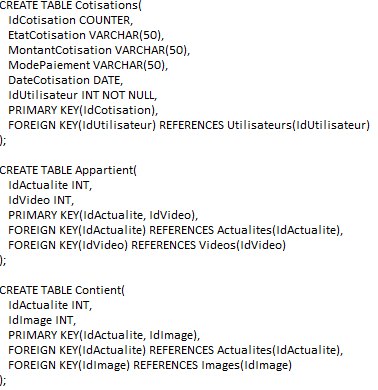 CREATE TABLE Cotisations(
IdCotisation COUNTER,
EtatCotisation VARCHAR(50),
MontantCotisation VARCHAR(50),
ModePaiement VARCHAR(50),
DateCotisation DATE,
IdUtilisateur INT NOT NULL,
PRIMARY KEY(IdCotisation),
FOREIGN KEY(IdUtilisateur) REFERENCES Utilisateurs(IdUtilisateur)
);
CREATE TABLE Appartient(
IdActualite INT,
IdVideo INT,
PRIMARY KEY(IdActualite, IdVideo),
FOREIGN KEY(IdActualite) REFERENCES Actualites(IdActualite),
FOREIGN KEY(IdVideo) REFERENCES Videos(IdVideo)
);
CREATE TABLE Contient(
IdActualite INT,
IdImage INT,
PRIMARY KEY(IdActualite, IdImage),
FOREIGN KEY(IdActualite) REFERENCES Actualites(IdActualite),
FOREIGN KEY(IdImage) REFERENCES Images(IdImage)
);